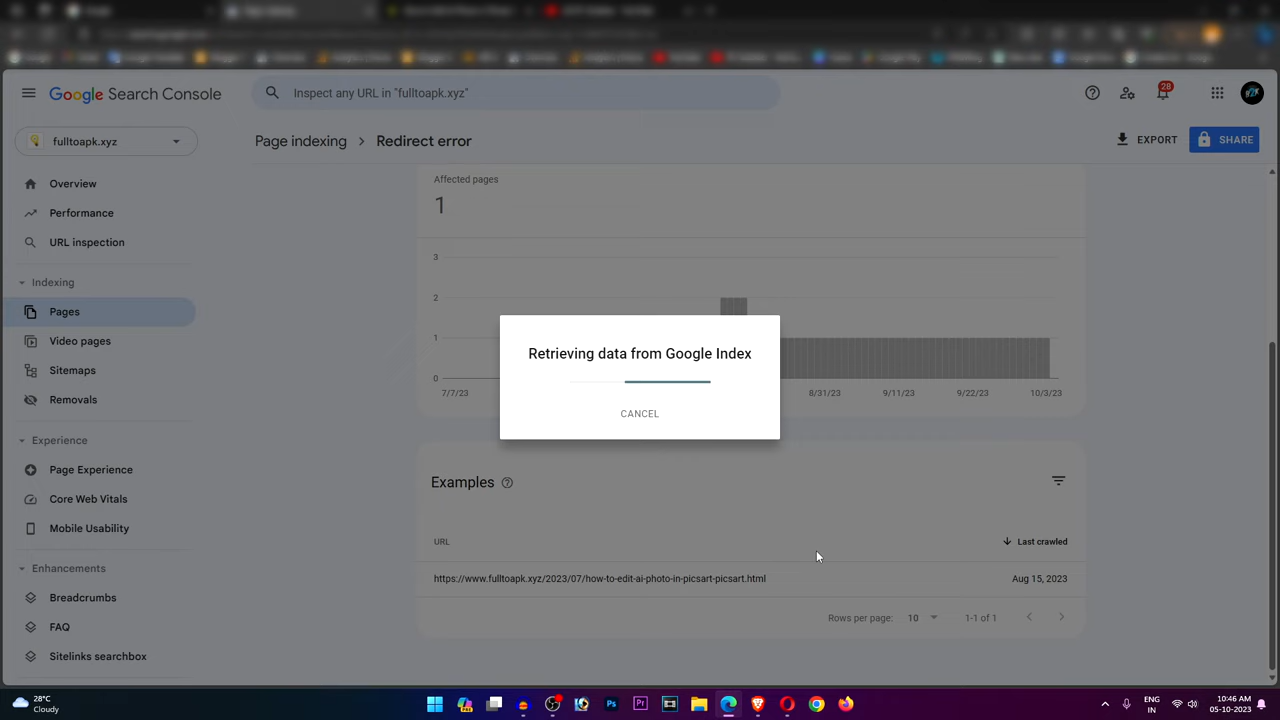 Google Search Console
Inspect any URL in "fulltoapk.xyz"
28
fulltoapk.xyz
Page indexing
Redirect error
EXPORT
SHARE
Overview
Performance
URL inspection
Indexing
Pages
Video pages
Sitemaps
Removals
Experience
Page Experience
Core Web Vitals
Mobile Usability
Enhancements
Breadcrumbs
FAQ
Sitelinks searchbox
Affected pages
1
3
2
1
0
7/7/23
8/31/23
9/11/23
9/22/23
10/3/23
Retrieving data from Google Index
CANCEL
Examples
URL
Last crawled
https://www.fulltoapk.xyz/2023/07/how-to-edit-ai-photo-in-picsart-picsart.html
Aug 15, 2023
Rows per page:
10
1-1 of 1
28°C
Cloudy
Ps
Pr
ENG
IN
10:46 AM
05-10-2023